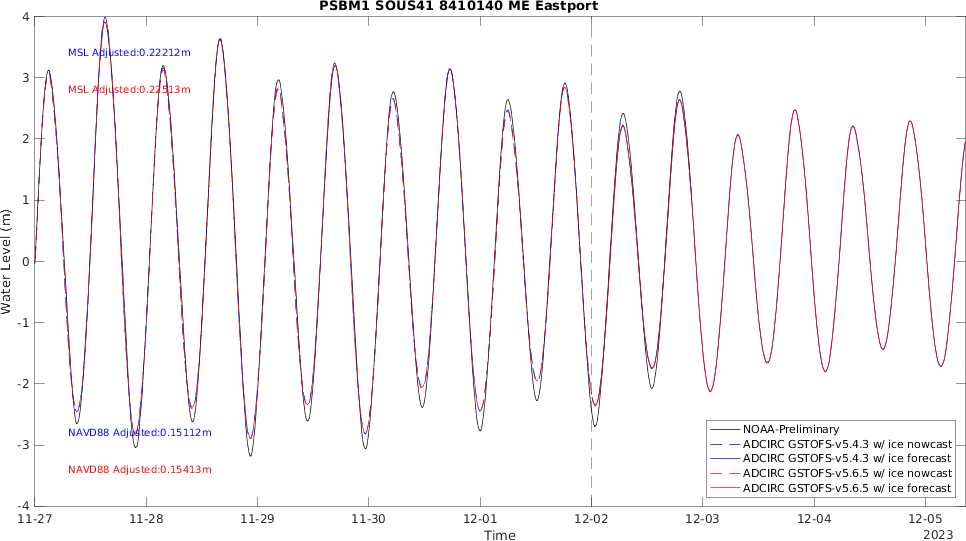 PSBM1 SOUS41 8410140 ME Eastport
MSL Adjusted:0.22212m
MSL Adjusted:0.22513m
NAVD88 Adjusted:0.15112m
NAVD88 Adjusted:0.15413m
Water Level (m)
4
3
2
1
0
-1
-2
-3
-4
NOAA-Preliminary
ADCIRC GSTOFS-v5.4.3 w/ ice nowcast
ADCIRC GSTOFS-v5.4.3 w/ ice forecast
ADCIRC GSTOFS-v5.6.5 w/ ice nowcast
ADCIRC GSTOFS-v5.6.5 w/ ice forecast
11-27 11-28 11-29 11-30 12-01 12-02 12-03 12-04 12-05
Time
2023